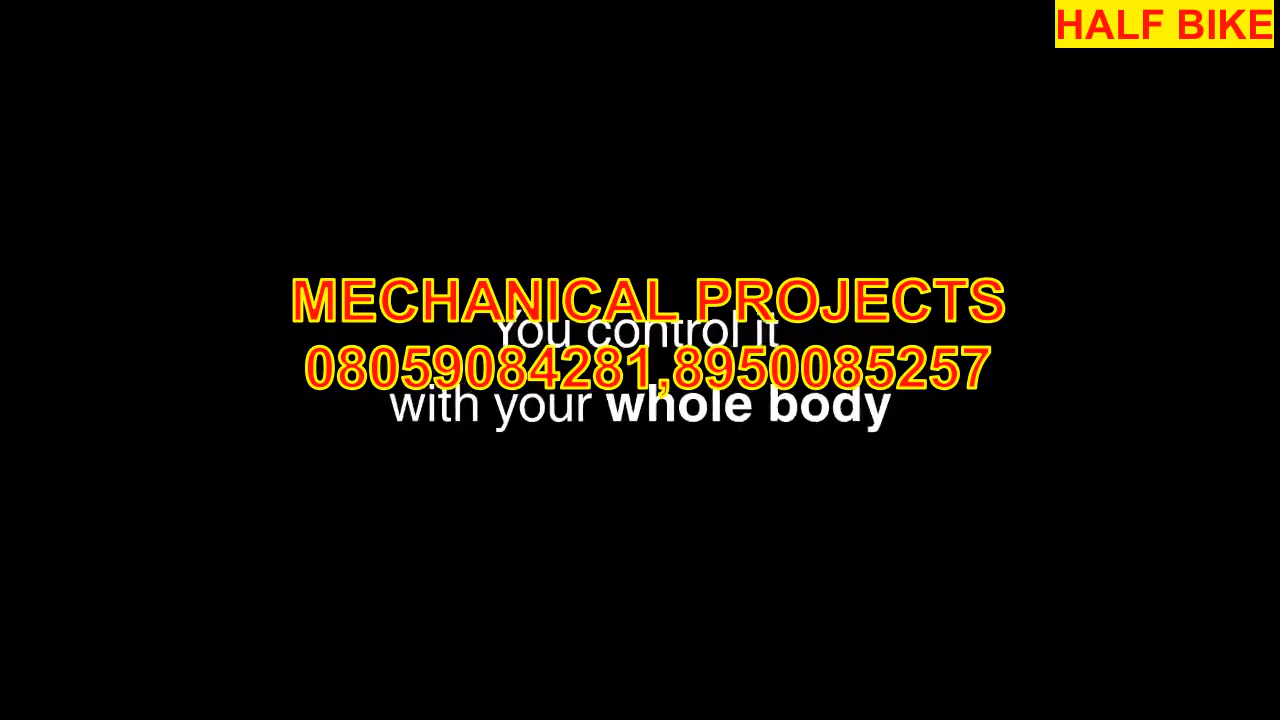 HALF BIKE
MECHANICAL PROJECTS
You control it
08059084281,8950085257
with your whole body